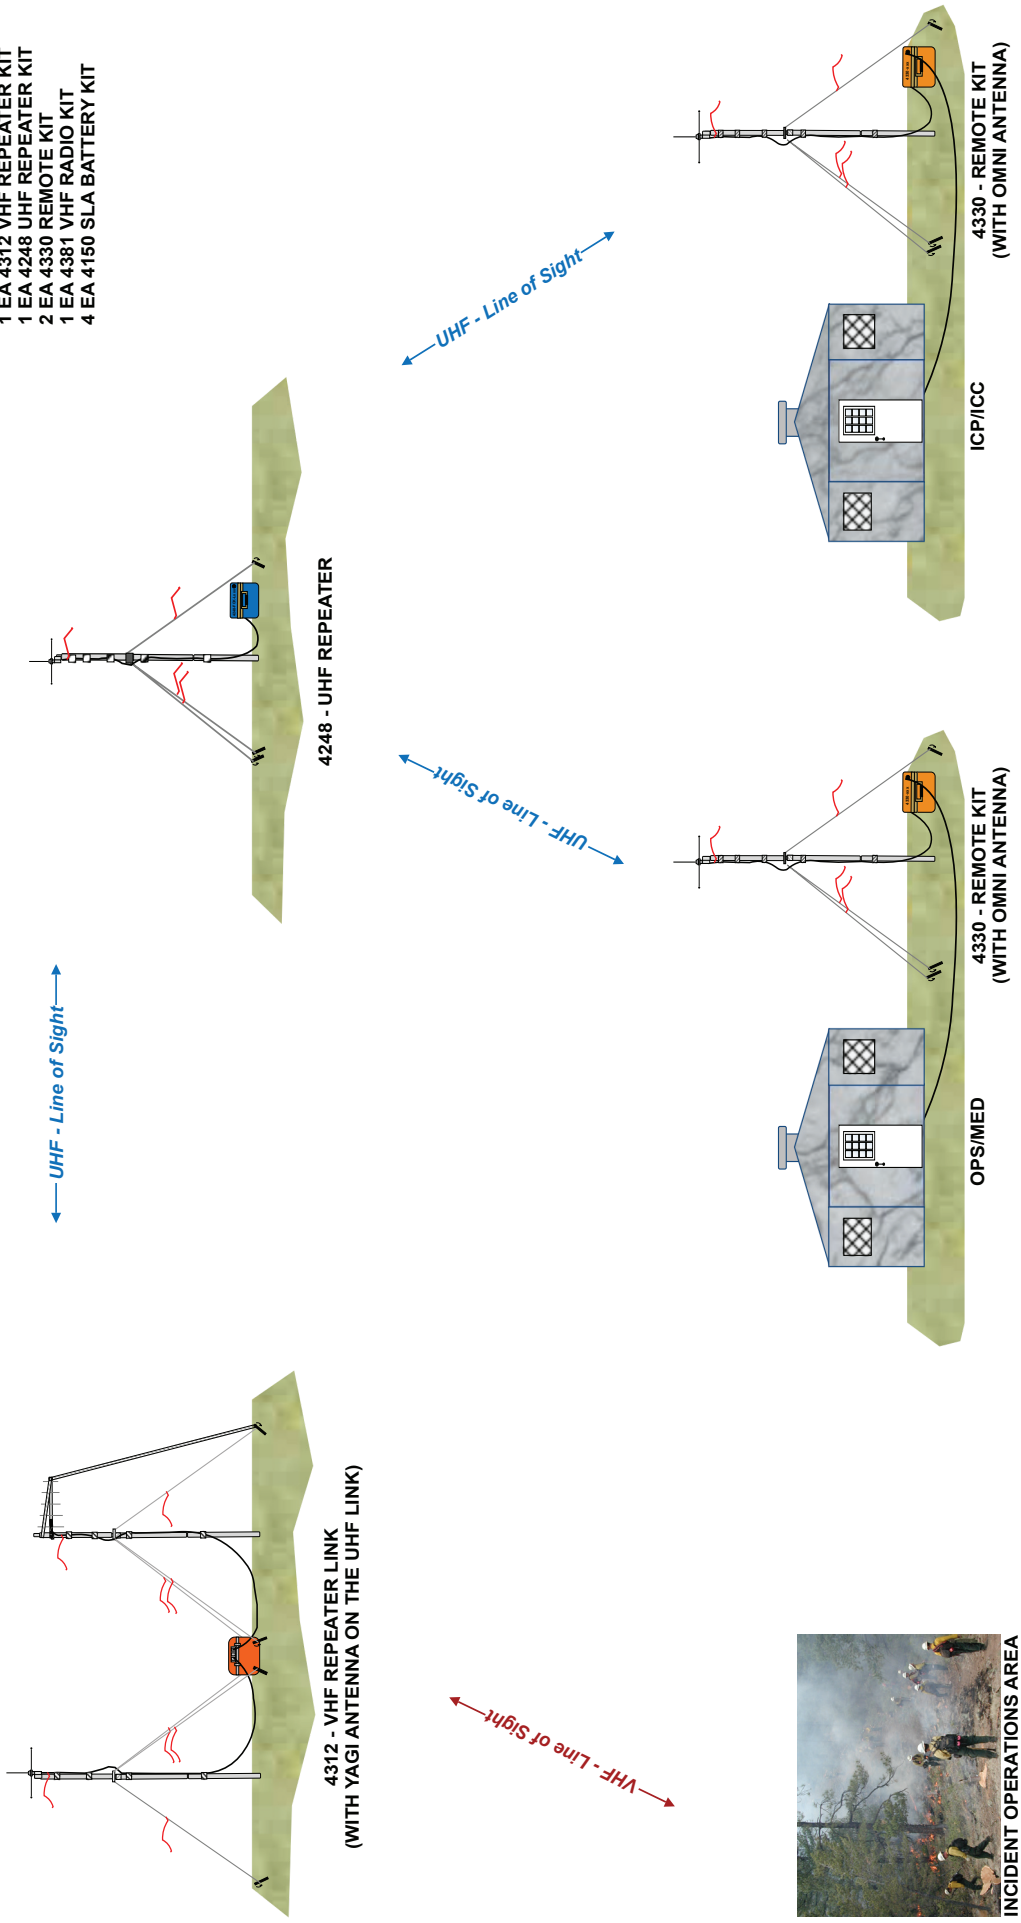 1 EA 4312 VHF REPEATER KIT
1 EA 4248 UHF REPEATER KIT
2 EA 4330 REMOTE KIT
1 EA 4381 VHF RADIO KIT
4 EA 4150 SLA BATTERY KIT
UHF - Line of Sight
4312 - VHF REPEATER LINK
(WITH YAGI ANTENNA ON THE UHF LINK)
4248 - UHF REPEATER
VHF - Line of Sight
UHF - Line of Sight
UHF - Line of Sight
INCIDENT OPERATIONS AREA
OPS/MED
4330 - REMOTE KIT
(WITH OMNI ANTENNA)
ICP/ICC
4330 - REMOTE KIT
(WITH OMNI ANTENNA)